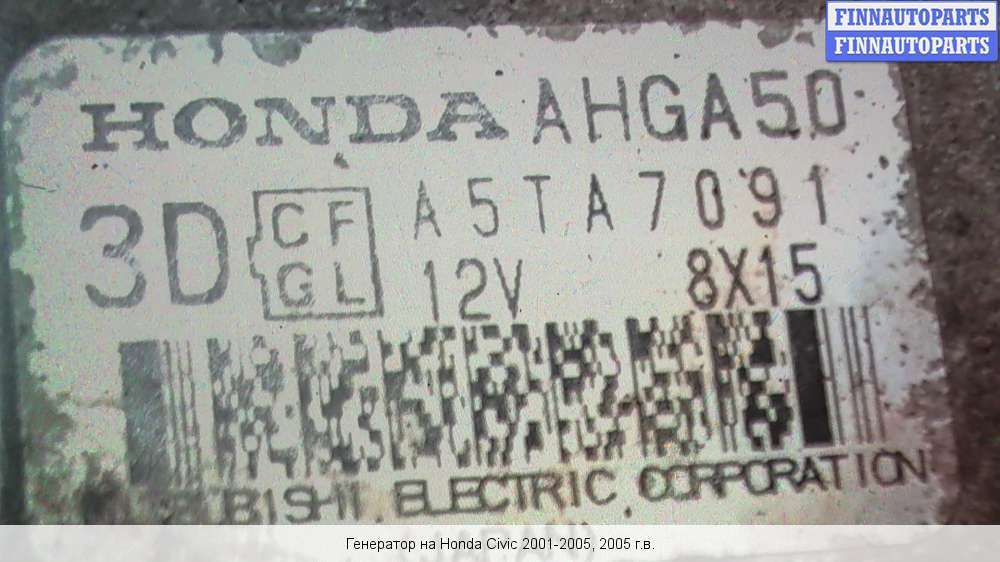 FINNAUTOPARTS
FINNAUTOPARTS
HONDA AHGA50
3D CF GL A5TA7091
12V 8X15
ELECTRIC CORPORATION
Генератор на Honda Civic 2001-2005, 2005 г.в.